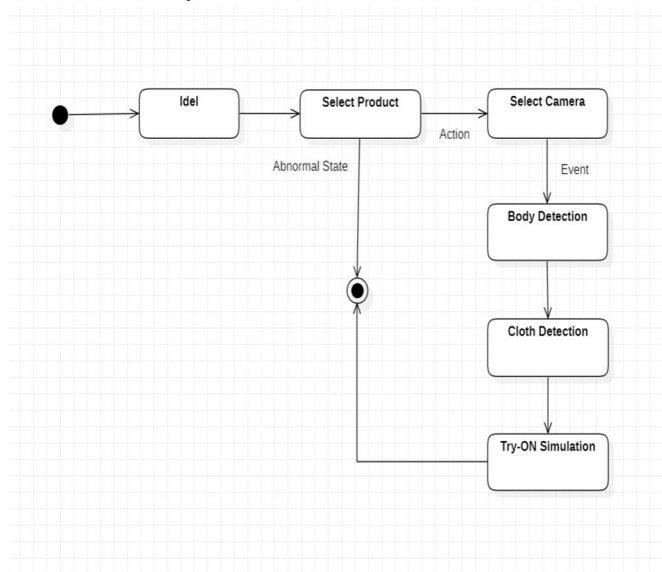 Idel
Select Product
Select Camera
Action
Abnormal State
Event
Body Detection
Cloth Detection
Try-ON Simulation